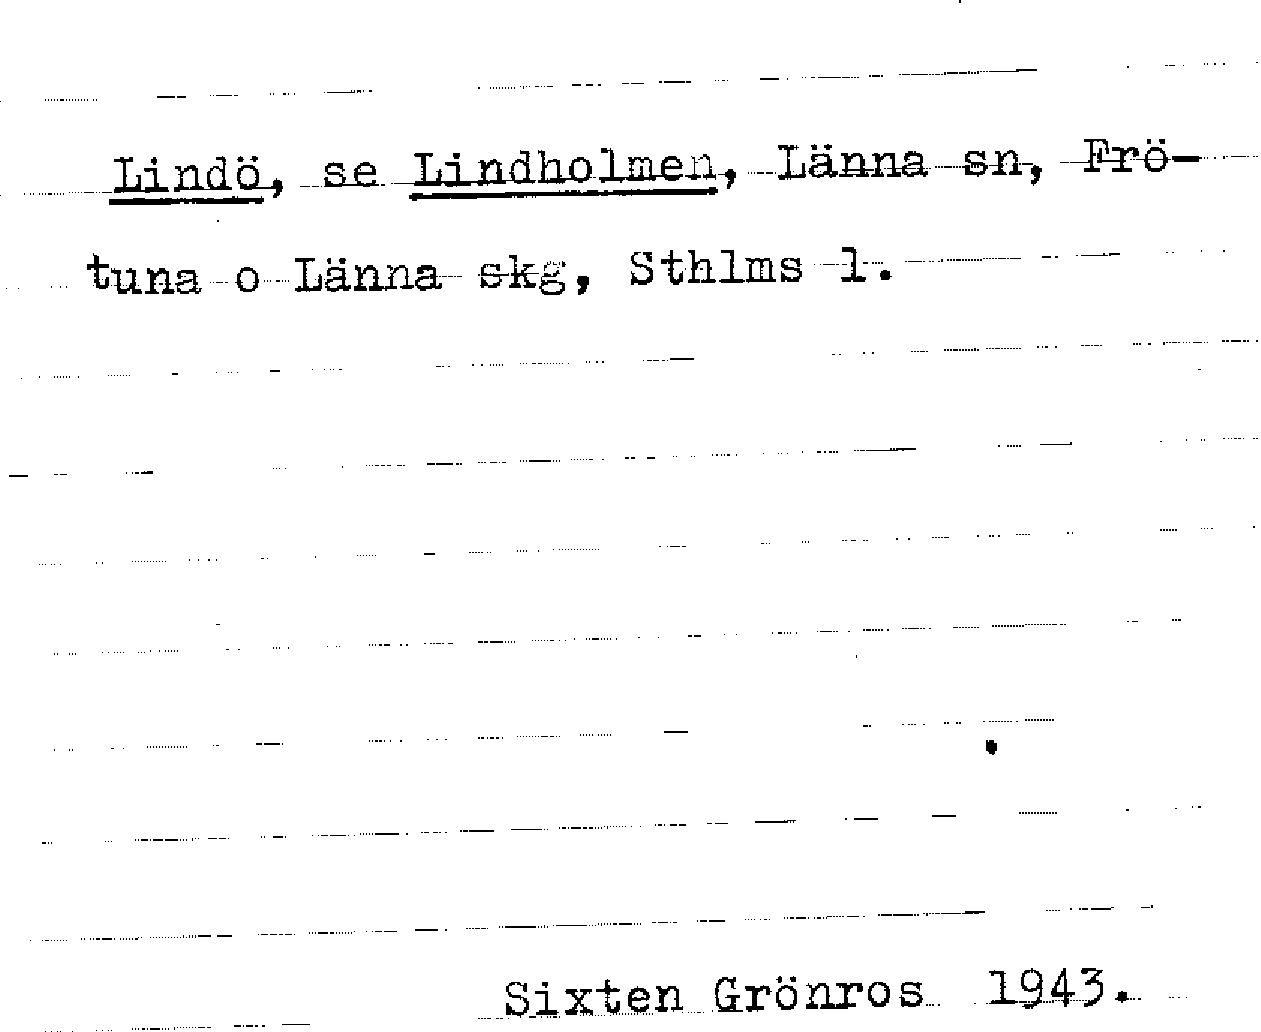 Lindö, se Lindholmen, Länna sn, Frö-
tuna o Länna skg, Sthlms l.
Sixten Grönros 1943.